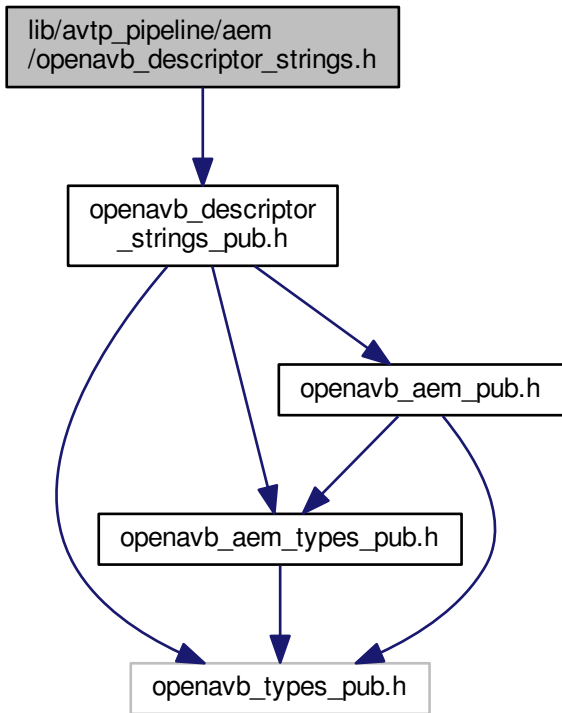 lib/avtp_pipeline/aem
/openavb_descriptor_strings.h
openavb_descriptor
_strings_pub.h
openavb_aem_pub.h
openavb_aem_types_pub.h
openavb_types_pub.h